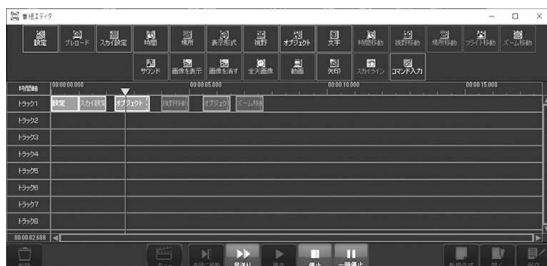 番組エディタ
設定 プレロード スカイ設定 時間 場所 表示形式 視野 オブジェクト 文字 時間移動 視野移動 場所移動 フライト移動 ズーム移動
サウンド 画像を表示 画像を消す 全天画像 動画 矢印 スカイライン コマンド入力
時間軸 00:00:00.000 00:00:05.000 00:00:10.000 00:00:15.000
トラック1 設定 スカイ設定 オブジェクト 視野移動 オブジェクト ズーム移動
トラック2
トラック3
トラック4
トラック5
トラック6
トラック7
トラック8
00:00:02.688
早送り 停止 一時停止